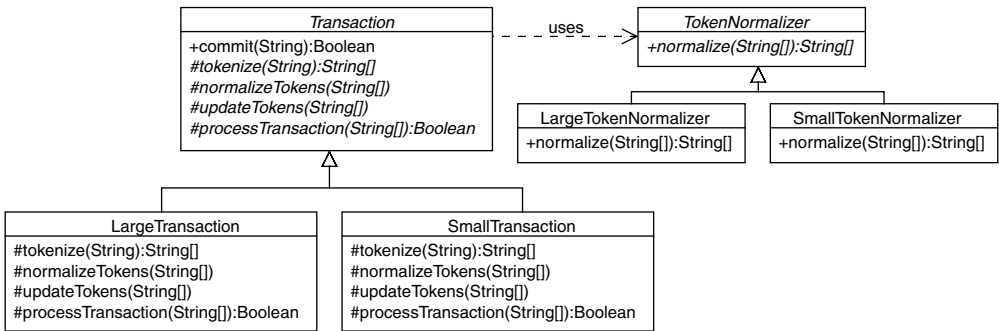 Transaction
+commit(String):Boolean
#tokenize(String):String[]
#normalizeTokens(String[])
#updateTokens(String[])
#processTransaction(String[]):Boolean
uses
TokenNormalizer
+normalize(String[]):String[]
LargeTokenNormalizer
+normalize(String[]):String[]
SmallTokenNormalizer
+normalize(String[]):String[]
LargeTransaction
#tokenize(String):String[]
#normalizeTokens(String[])
#updateTokens(String[])
#processTransaction(String[]):Boolean
SmallTransaction
#tokenize(String):String[]
#normalizeTokens(String[])
#updateTokens(String[])
#processTransaction(String[]):Boolean